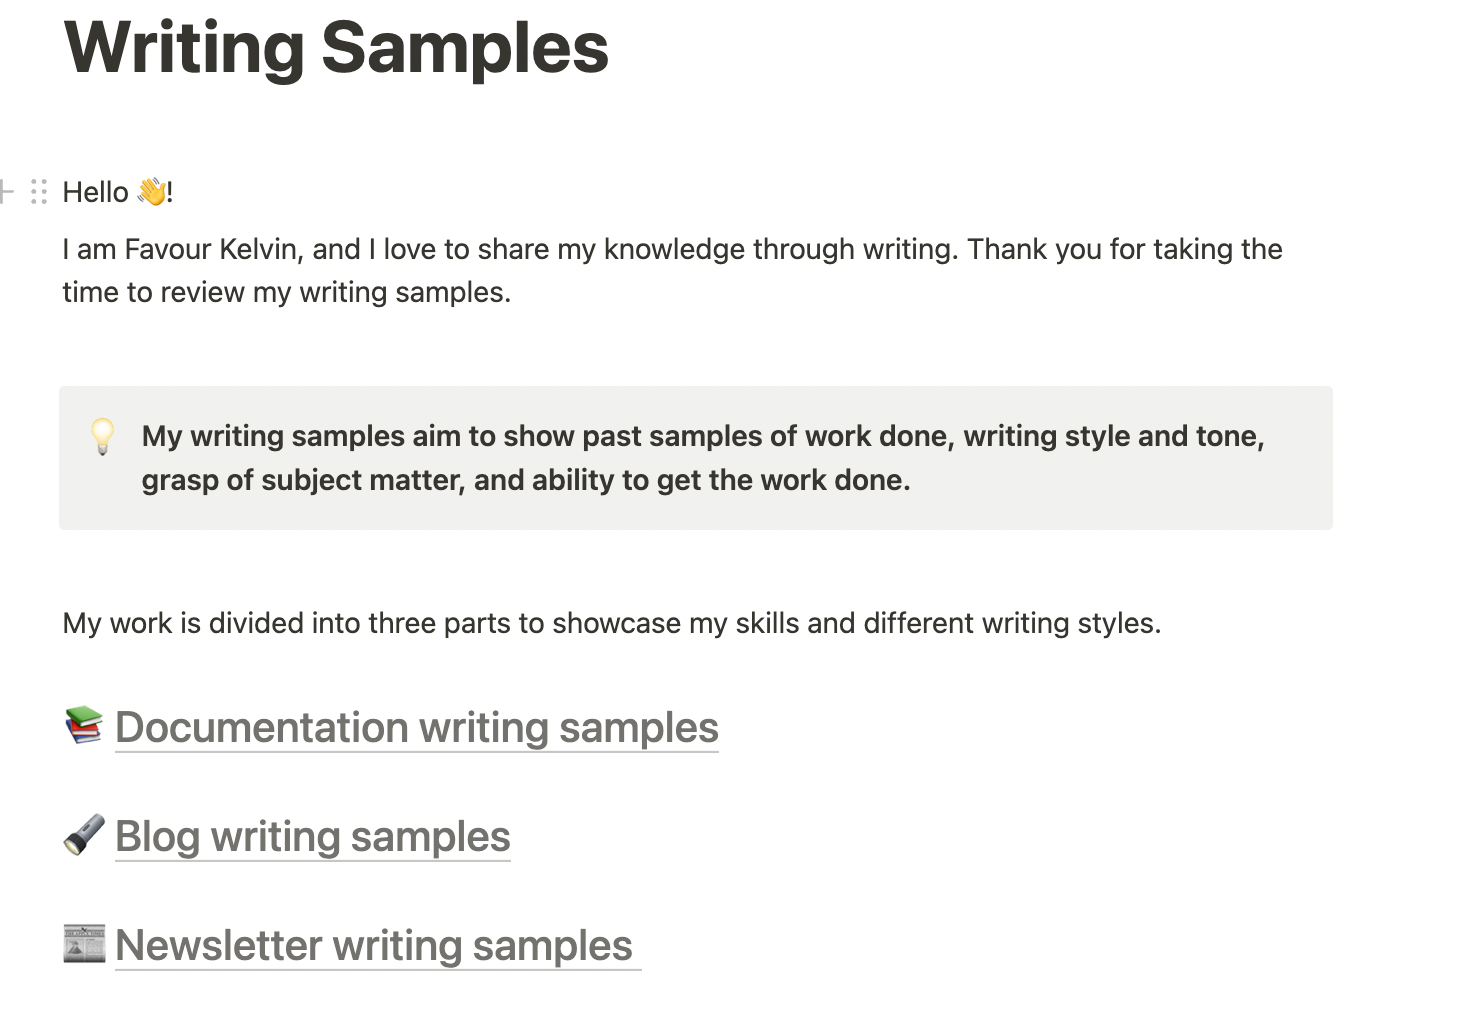 Writing Samples
Hello 👋!
I am Favour Kelvin, and I love to share my knowledge through writing. Thank you for taking the
time to review my writing samples.
My writing samples aim to show past samples of work done, writing style and tone,
grasp of subject matter, and ability to get the work done.
My work is divided into three parts to showcase my skills and different writing styles.
📚 Documentation writing samples
🔦 Blog writing samples
📰 Newsletter writing samples